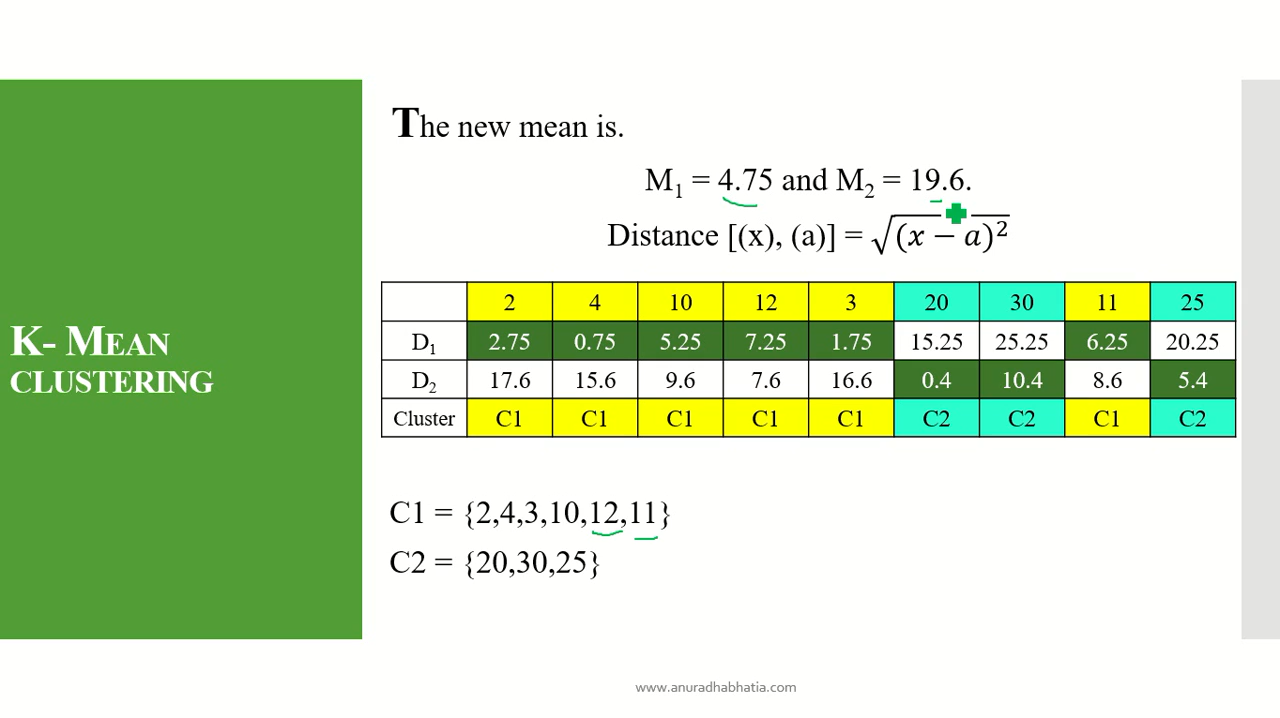 K- MEAN
CLUSTERING
The new mean is.
M₁ = 4.75 and M₂ = 19.6.
Distance [(x), (a)] = √(x − a)²
2 4 10 12 3 20 30 11 25
D₁ 2.75 0.75 5.25 7.25 1.75 15.25 25.25 6.25 20.25
D₂ 17.6 15.6 9.6 7.6 16.6 0.4 10.4 8.6 5.4
Cluster C1 C1 C1 C1 C1 C2 C2 C1 C2
C1 = {2,4,3,10,12,11}
C2 = {20,30,25}
www.anuradhabhatia.com